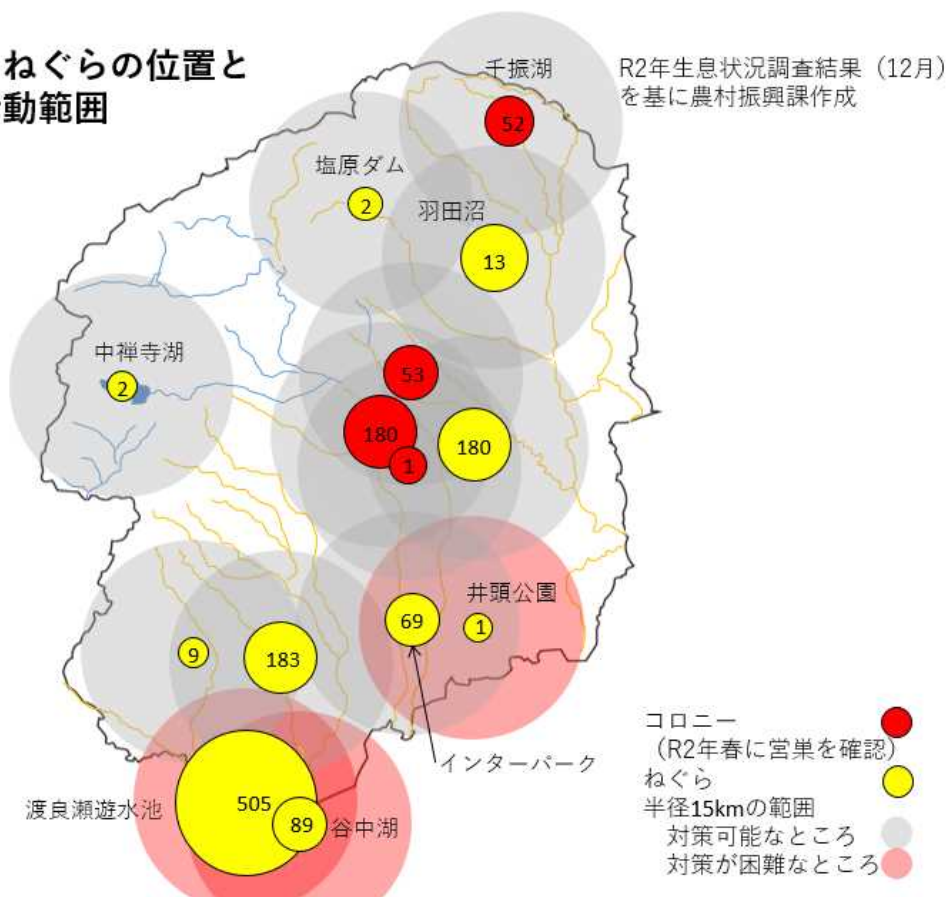 ねぐらの位置と
動範囲
R2年生息状況調査結果（12月）
を基に農村振興課作成
千振湖
52
塩原ダム
2
羽田沼
13
中禅寺湖
2
53
180
180
1
井頭公園
69
1
9
183
インターパーク
渡良瀬遊水池
505
89
谷中湖
コロニー
（R2年春に営巣を確認）
ねぐら
半径15kmの範囲
対策可能なところ
対策が困難なところ